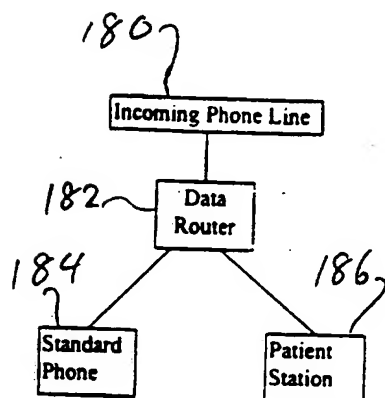 180
Incoming Phone Line
182
Data
Router
184
186
Standard
Phone
Patient
Station